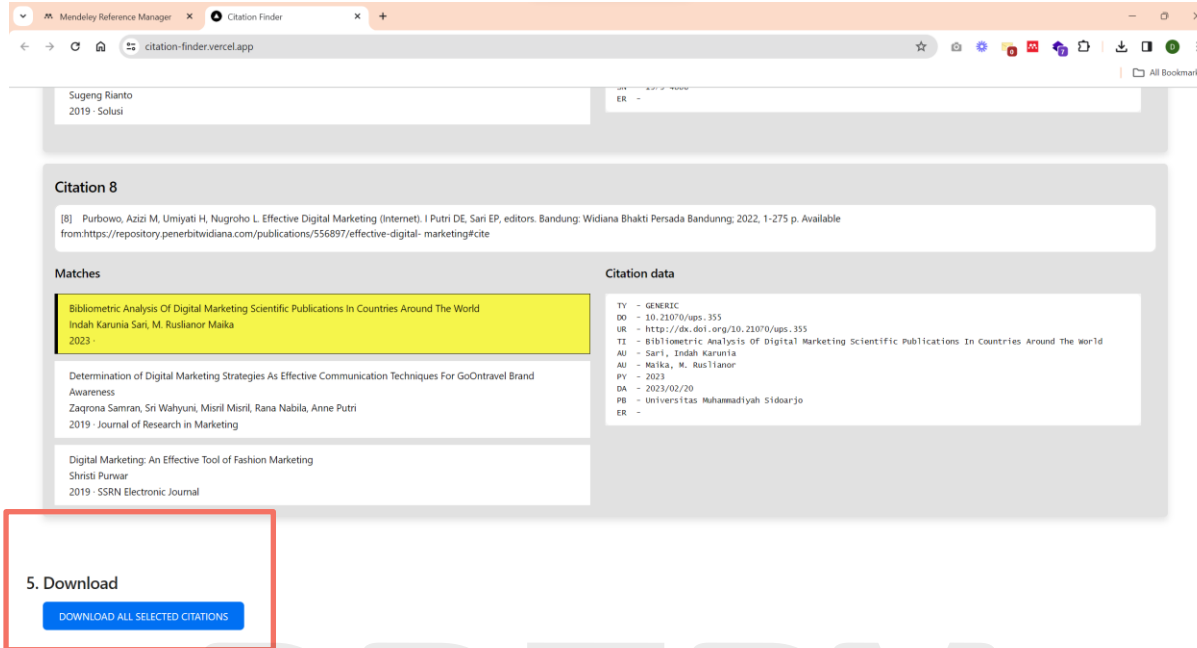 Mendeley Reference Manager
Citation Finder
citation-finder.vercel.app
All Bookmark
Sugeng Rianto
2019 · Solusi
ER -
Citation 8
[8] Purbowo, Azizi M, Umiyati H, Nugroho L. Effective Digital Marketing (Internet). I Putri DE, Sari EP, editors. Bandung: Widiana Bhakti Persada Bandunng; 2022, 1-275 p. Available
from:https://repository.penerbitwidiana.com/publications/556897/effective-digital- marketing#cite
Matches
Bibliometric Analysis Of Digital Marketing Scientific Publications In Countries Around The World
Indah Karunia Sari, M. Ruslianor Maika
2023 ·
Determination of Digital Marketing Strategies As Effective Communication Techniques For GoOntravel Brand
Awareness
Zaqrona Samran, Sri Wahyuni, Misril Misril, Rana Nabila, Anne Putri
2019 · Journal of Research in Marketing
Digital Marketing: An Effective Tool of Fashion Marketing
Shristi Purwar
2019 · SSRN Electronic Journal
Citation data
TY - GENERIC
DO - 10.21070/ups.355
UR - http://dx.doi.org/10.21070/ups.355
TI - Bibliometric Analysis Of Digital Marketing Scientific Publications In Countries Around The World
AU - Sari, Indah Karunia
AU - Maika, M. Ruslianor
PY - 2023
DA - 2023/02/20
PB - Universitas Muhammadiyah Sidoarjo
ER -
5. Download
DOWNLOAD ALL SELECTED CITATIONS